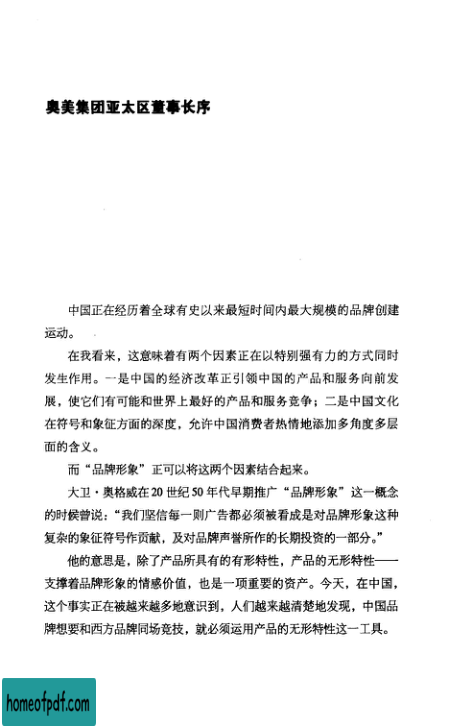 奥美集团亚太区董事长序
中国正在经历着全球有史以来最短时间内最大规模的品牌创建
运动。
在我看来，这意味着有两个因素正在以特别强有力的方式同时
发生作用。一是中国的经济改革正引领中国的产品和服务向前发
展，使它们有可能和世界上最好的产品和服务竞争；二是中国文化
在符号和象征方面的深度，允许中国消费者热情地添加多角度多层
面的含义。
而“品牌形象”正可以将这两个因素结合起来。
大卫·奥格威在20世纪50年代早期推广“品牌形象”这一概念
的时候曾说：“我们坚信每一则广告都必须被看成是对品牌形象这种
复杂的象征符号作贡献，及对品牌声誉所作的长期投资的一部分。”
他的意思是，除了产品所具有的有形特性，产品的无形特性——
支撑着品牌形象的情感价值，也是一项重要的资产。今天，在中国，
这个事实正在被越来越多地意识到，人们越来越清楚地发现，中国品
牌想要和西方品牌同场竞技，就必须运用产品的无形特性这一工具。
homeofpdf.com